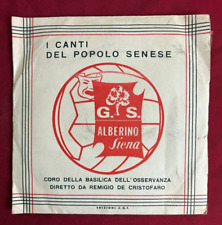 I CANTI
DEL POPOLO SENESE
G. S.
ALBERINO
Siena
CORO DELLA BASILICA DELL'OSSERVANZA
DIRETTO DA REMIGIO DE CRISTOFARO